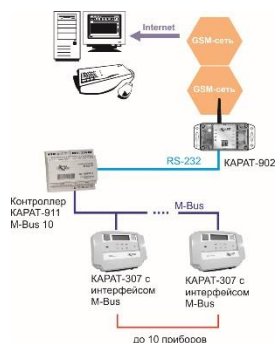 Internet
GSM-сеть
GSM-сеть
RS-232
КАРАТ-902
Контроллер
КАРАТ-911
M-Bus 10
M-Bus
КАРАТ-307 с
интерфейсом
M-Bus
КАРАТ-307 с
интерфейсом
M-Bus
до 10 приборов